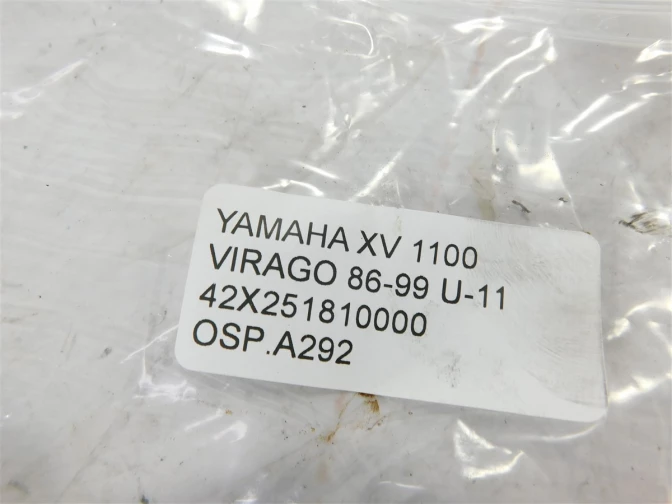 YAMAHA XV 1100
VIRAGO 86-99 U-11
42X251810000
OSP.A292